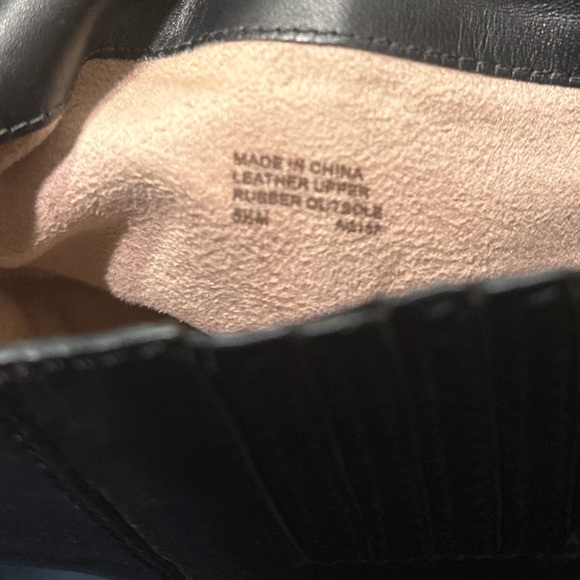 MADE IN CHINA
LEATHER UPPER
RUBBER OUTSOLE